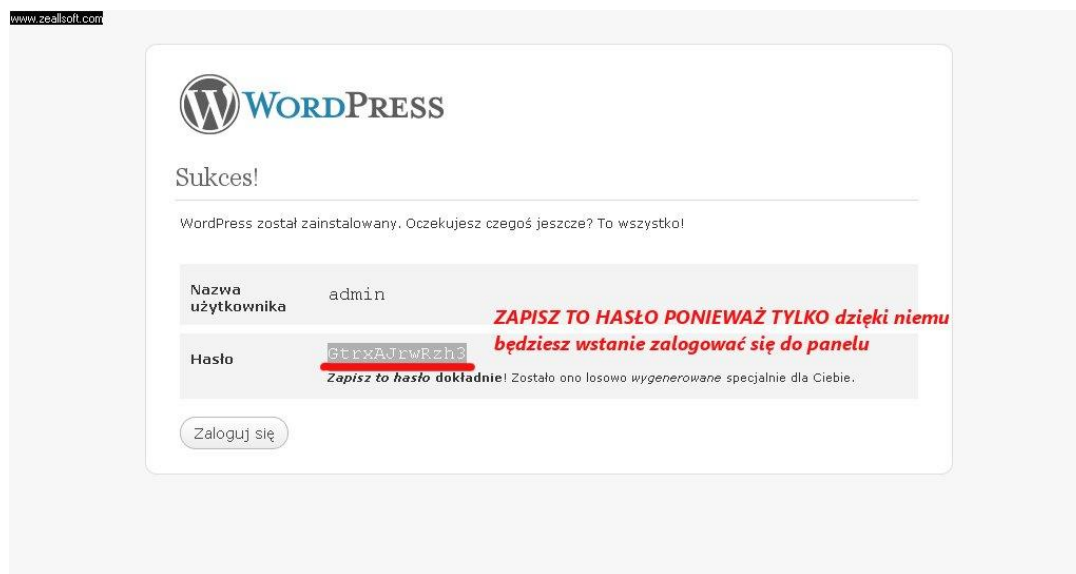 www.zeallsoft.com
WORDPRESS
Sukces!
WordPress został zainstalowany. Oczekujesz czegoś jeszcze? To wszystko!
Nazwa
użytkownika
admin
ZAPISZ TO HASŁO PONIEWAŻ TYLKO dzięki niemu
będziesz wstanie zalogować się do panelu
Hasło
GtrxAJrwRzh3
Zapisz to hasło dokładnie! Zostało ono losowo wygenerowane specjalnie dla Ciebie.
Zaloguj się